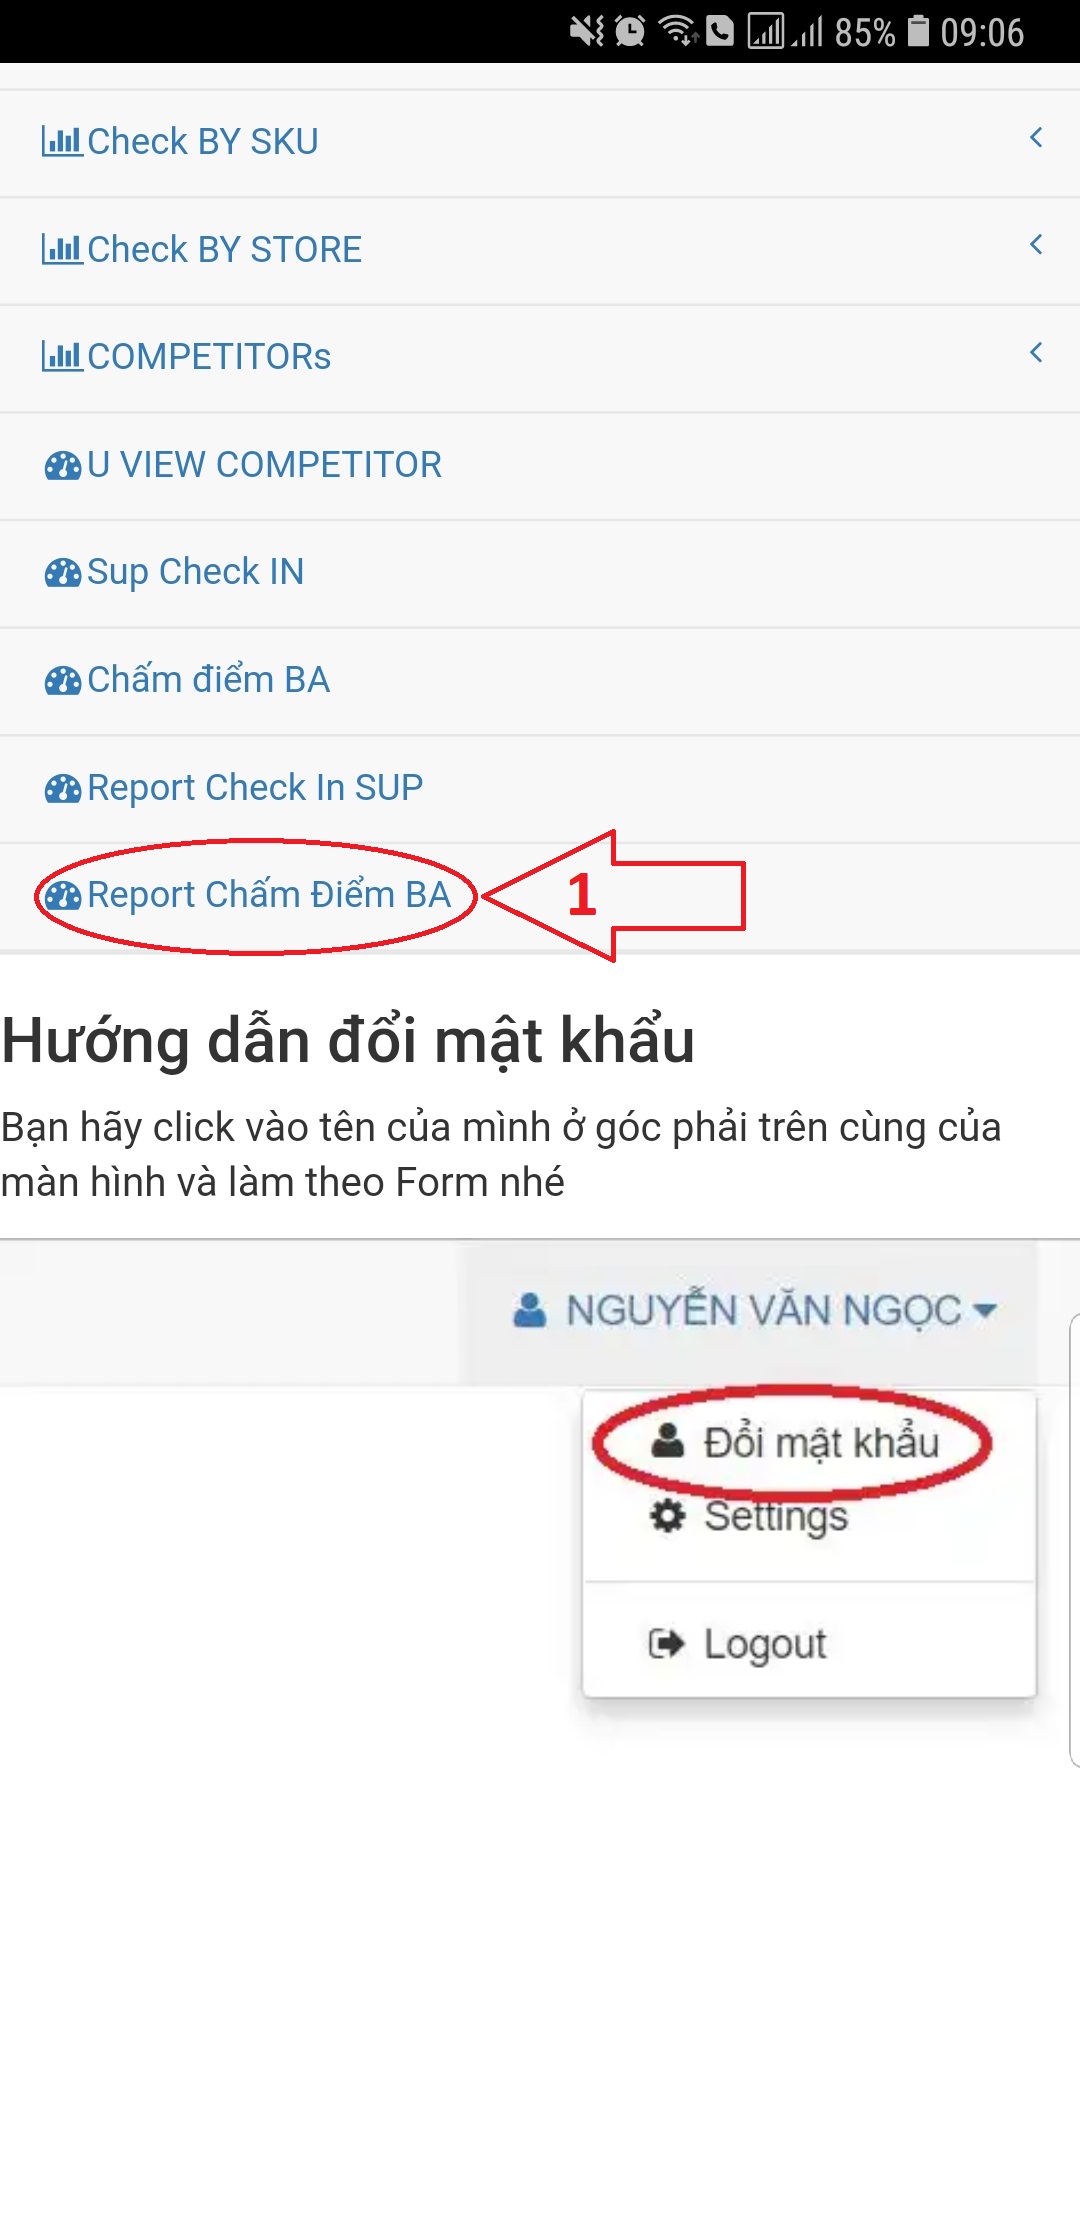 85% 09:06
Check BY SKU
Check BY STORE
COMPETITORs
U VIEW COMPETITOR
Sup Check IN
Chấm điểm BA
Report Check In SUP
Report Chấm Điểm BA
1
Hướng dẫn đổi mật khẩu
Bạn hãy click vào tên của mình ở góc phải trên cùng của
màn hình và làm theo Form nhé
NGUYỄN VĂN NGỌC
Đổi mật khẩu
Settings
Logout